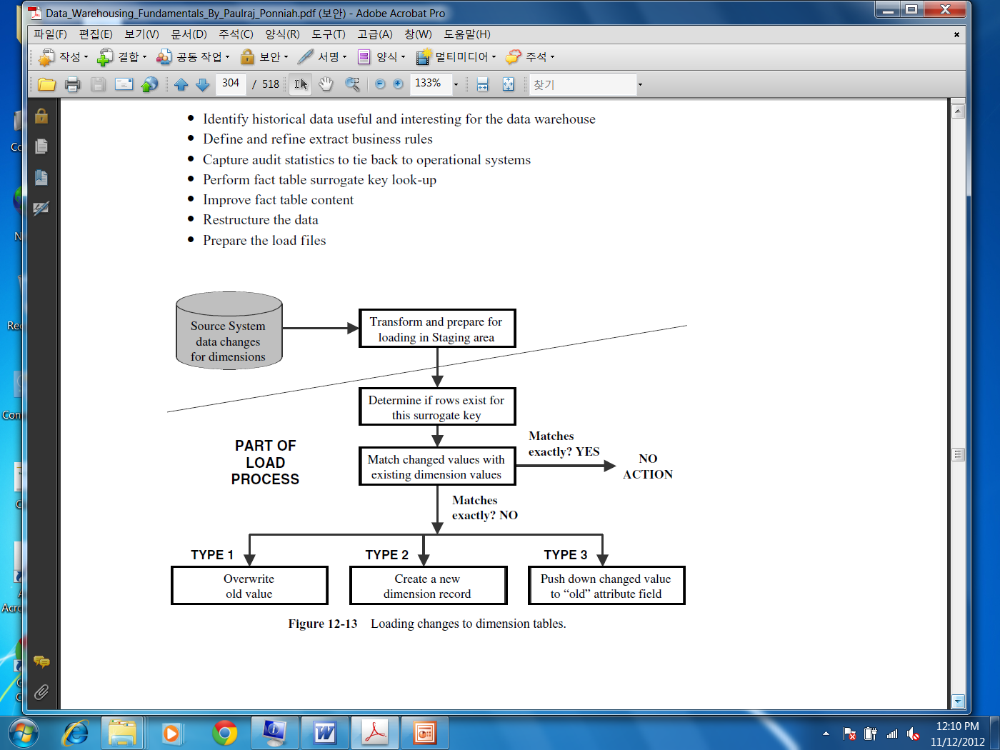 Data_Warehousing_Fundamentals_By_Paulraj_Ponniah.pdf (보안) - Adobe Acrobat Pro
파일(F) 편집(E) 보기(V) 문서(D) 주석(C) 양식(R) 도구(T) 고급(A) 창(W) 도움말(H)
작성 결합 공동 작업 보안 서명 양식 멀티미디어 주석
304 / 518 133% 찾기
Identify historical data useful and interesting for the data warehouse
Define and refine extract business rules
Capture audit statistics to tie back to operational systems
Perform fact table surrogate key look-up
Improve fact table content
Restructure the data
Prepare the load files
Source System
data changes
for dimensions
Transform and prepare for
loading in Staging area
Determine if rows exist for
this surrogate key
PART OF
LOAD
PROCESS
Match changed values with
existing dimension values
Matches
exactly? YES
NO
ACTION
Matches
exactly? NO
TYPE 1
Overwrite
old value
TYPE 2
Create a new
dimension record
TYPE 3
Push down changed value
to “old” attribute field
Figure 12-13 Loading changes to dimension tables.
12:10 PM
11/12/2012